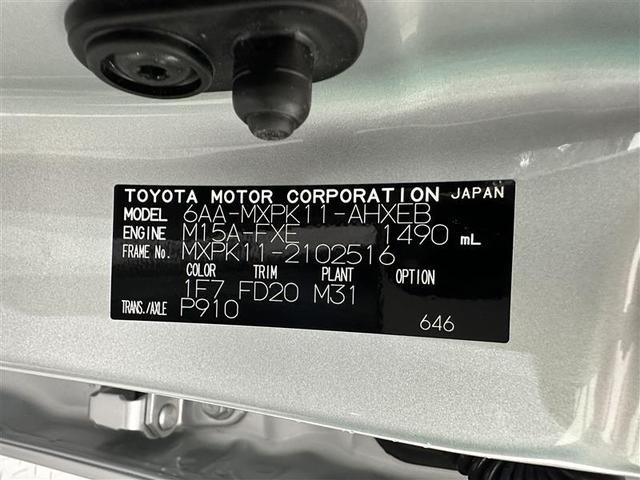 TOYOTA MOTOR CORPORATION JAPAN
MODEL 6AA-MXPK11-AHXEB
ENGINE M15A-FXE 1490 mL
FRAME No. MXPK11-2102516
COLOR TRIM PLANT OPTION
1F7 FD20 M31
TRANS./AXLE P910
646